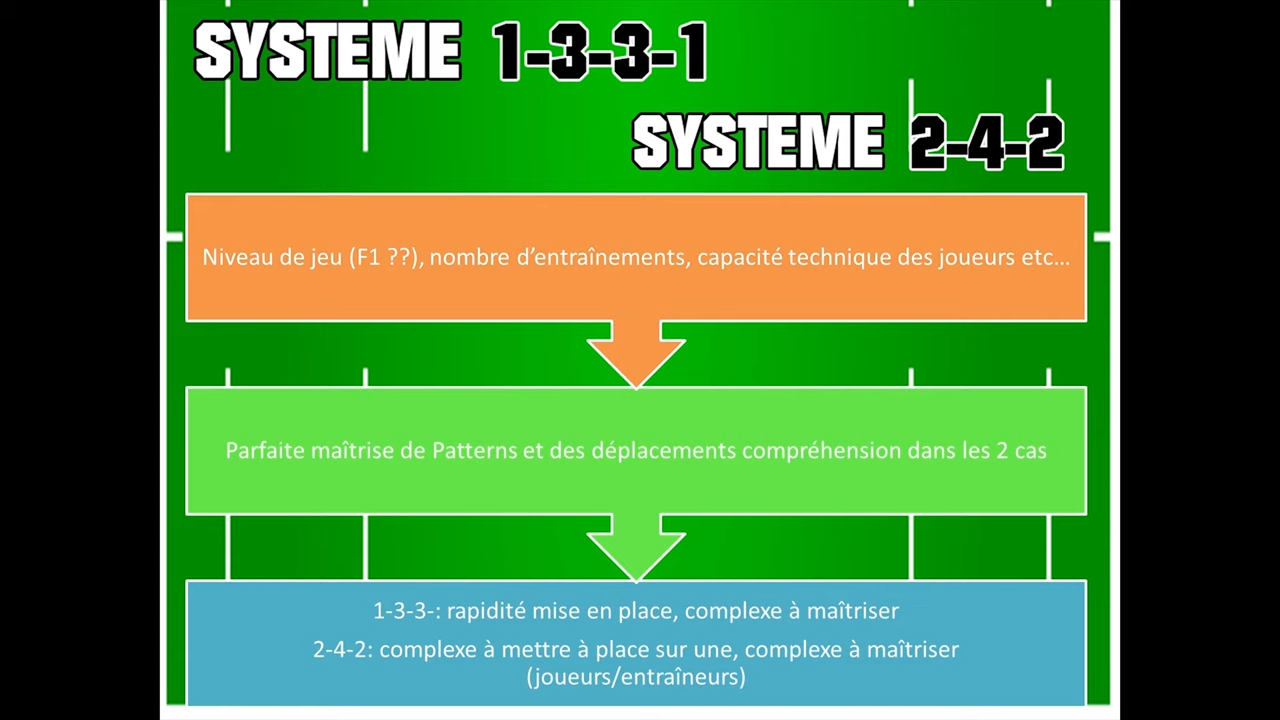 SYSTEME 1-3-3-1
SYSTEME 2-4-2
Niveau de jeu (F1 ??), nombre d’entraînements, capacité technique des joueurs etc…
Parfaite maîtrise de Patterns et des déplacements compréhension dans les 2 cas
1-3-3-: rapidité mise en place, complexe à maîtriser
2-4-2: complexe à mettre à place sur une, complexe à maîtriser
(joueurs/entraîneurs)